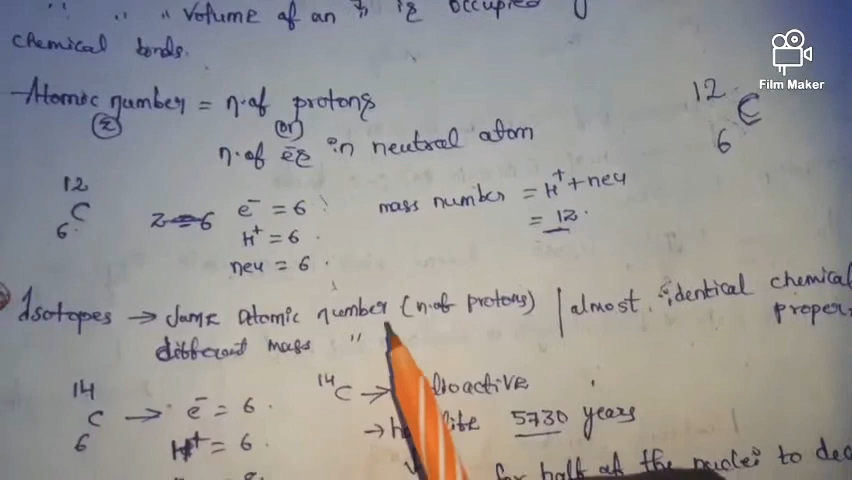 " " " volume of an " is occupied
chemical bonds.
Film Maker
Atomic number = n.of protons
(Z) (or)
n.of e̅s in neutral atom
12
C
6
12
C
6
z=6 e⁻ = 6
H⁺ = 6
neu = 6
mass number = H⁺ + neu
= 12
Isotopes → same atomic number (n.of protons) | almost identical chemical
different mass " proper
14
C → e̅ = 6
6 H⁺ = 6
¹⁴C → dioactive
→ h life 5730 years
for half of the nuclei to de